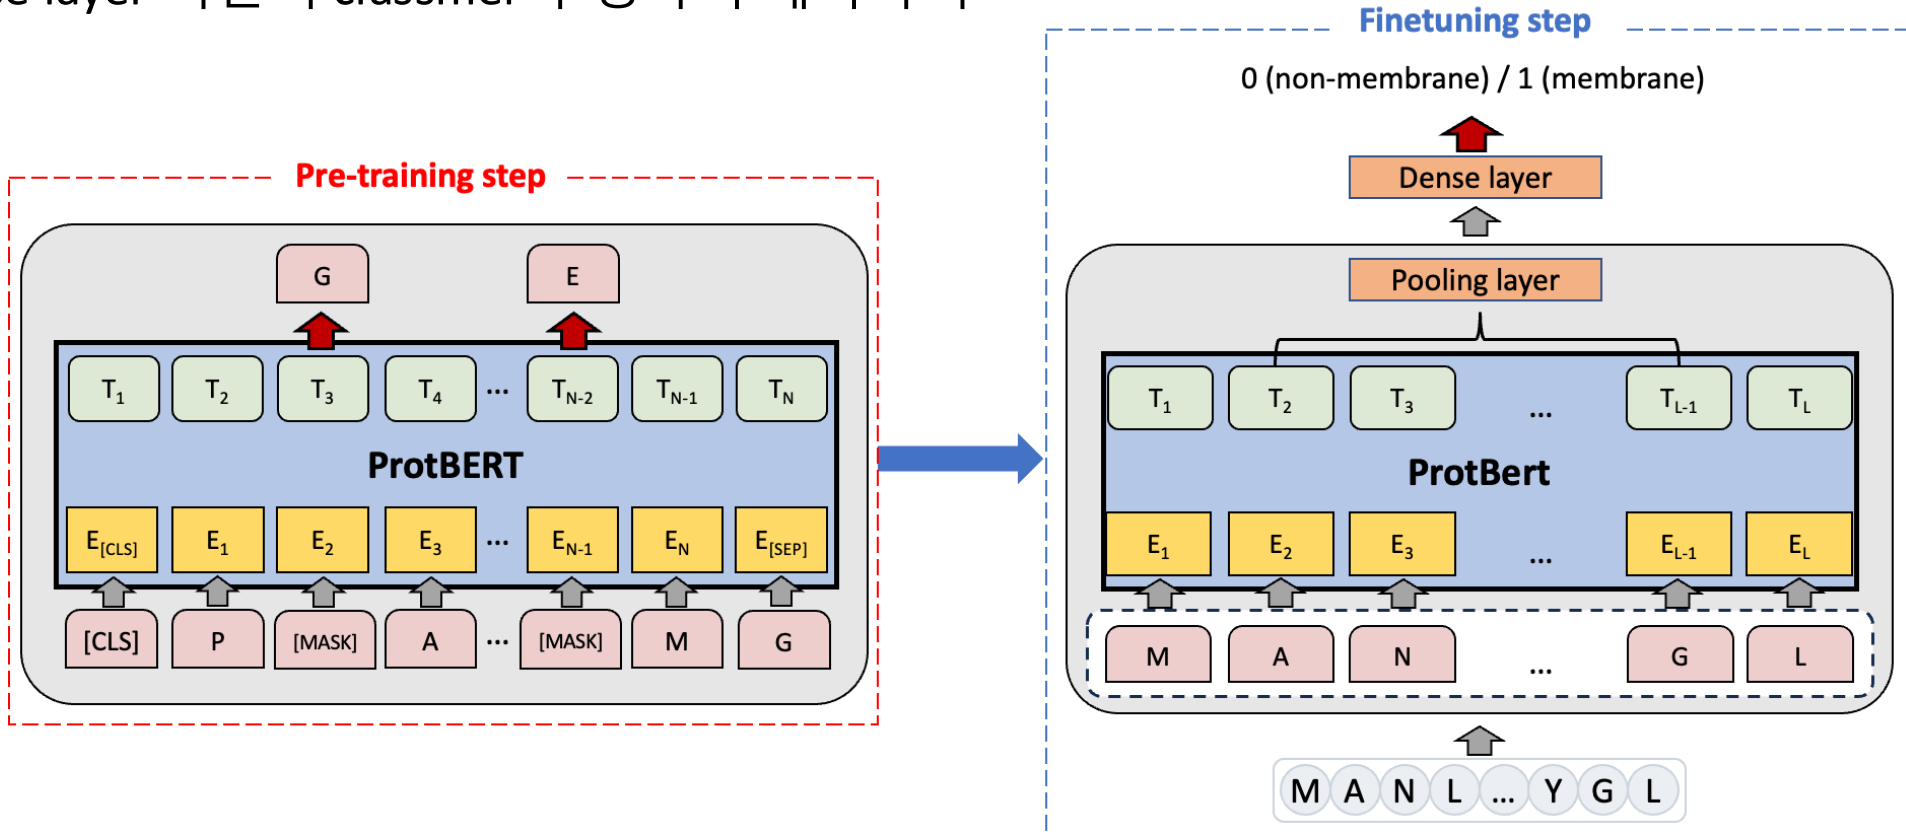 Finetuning step
0 (non-membrane) / 1 (membrane)
Dense layer
Pooling layer
T1 T2 T3 ... TL-1 TL
ProtBert
E1 E2 E3 ... EL-1 EL
M A N ... G L
M A N L ... Y G L
Pre-training step
G E
T1 T2 T3 T4 ... TN-2 TN-1 TN
ProtBERT
E[CLS] E1 E2 E3 ... EN-1 EN E[SEP]
[CLS] P [MASK] A ... [MASK] M G